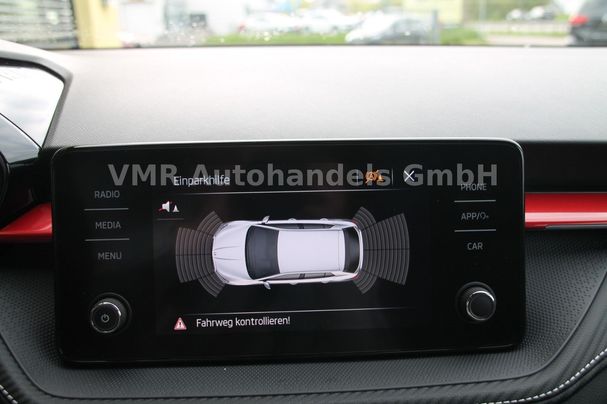 VMR Autohandels GmbH
Einparkhilfe
RADIO
MEDIA
MENU
PHONE
APP/
CAR
Fahrweg kontrollieren!